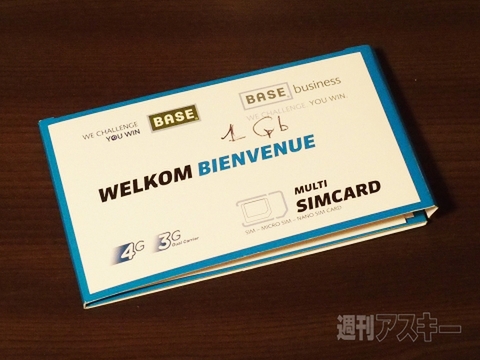 WE CHALLENGE
YOU WIN
BASE
BASE business
WE CHALLENGE. YOU WIN.
1 Gb
WELKOM BIENVENUE
MULTI
SIMCARD
SIM – MICRO SIM – NANO SIM CARD
4G 3G
Dual Carrier
週刊アスキー